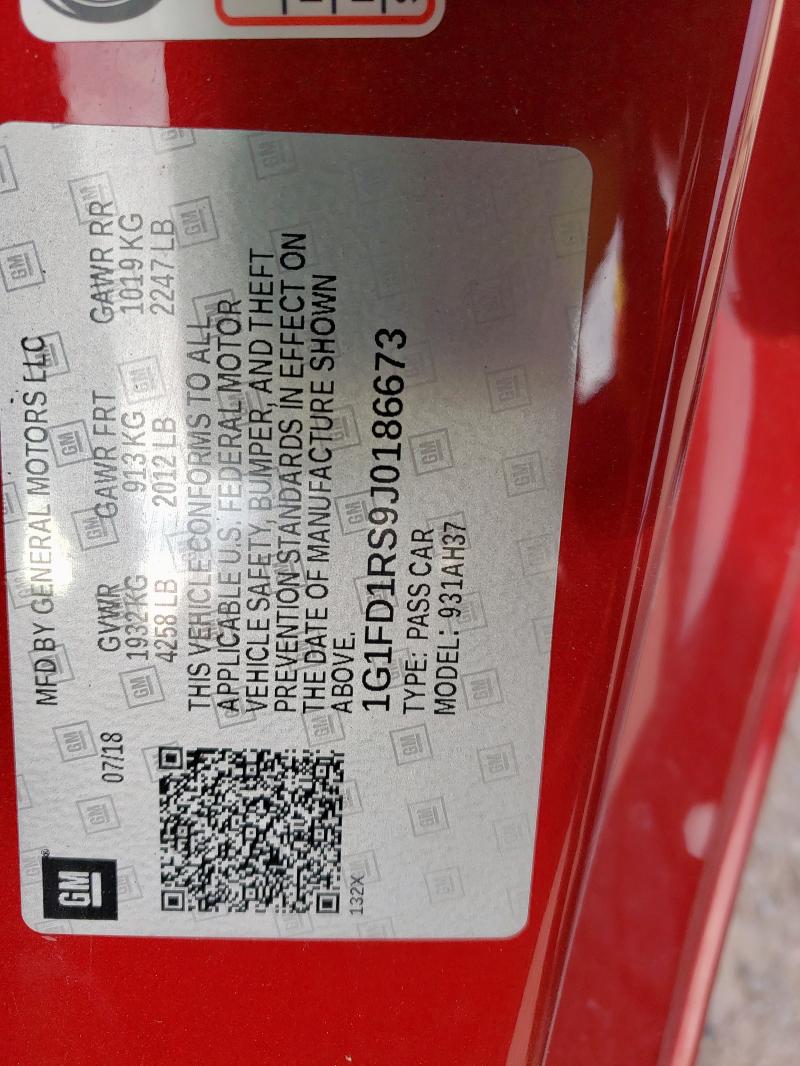 GM
MFD BY GENERAL MOTORS LLC
07/18
GVWR GAWR FRT GAWR RR
1932KG 913 KG 1019 KG
4258 LB 2012 LB 2247 LB
THIS VEHICLE CONFORMS TO ALL
APPLICABLE U.S. FEDERAL MOTOR
VEHICLE SAFETY, BUMPER, AND THEFT
PREVENTION STANDARDS IN EFFECT ON
THE DATE OF MANUFACTURE SHOWN
ABOVE.
1G1FD1RS9J0186673
TYPE: PASS CAR
MODEL: 931AH37
132X